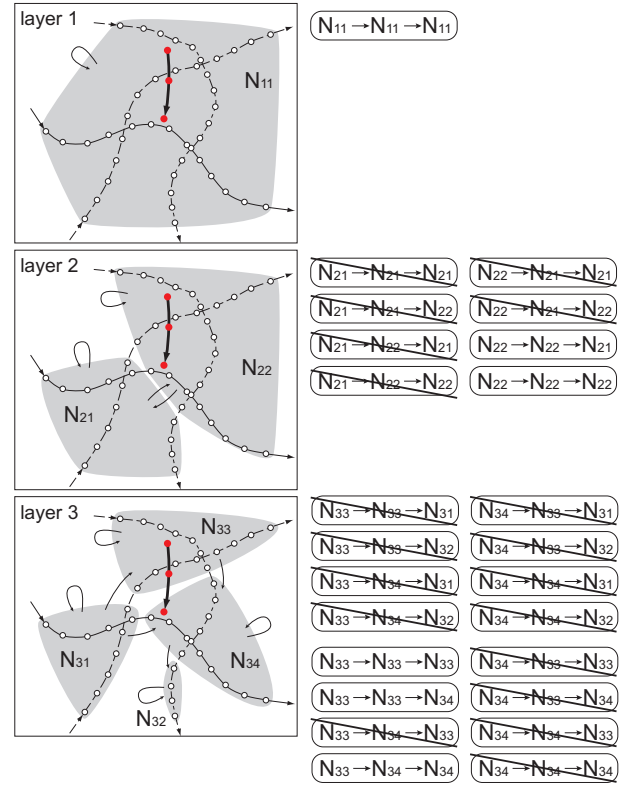 layer 1
N11
N11→N11→N11
layer 2
N22
N21
N21→N21→N21 N22→N21→N21
N21→N21→N22 N22→N21→N22
N21→N22→N21 N22→N22→N21
N21→N22→N22 N22→N22→N22
layer 3
N33
N31
N34
N32
N33→N33→N31 N34→N33→N31
N33→N33→N32 N34→N33→N32
N33→N34→N31 N34→N34→N31
N33→N34→N32 N34→N34→N32
N33→N33→N33 N34→N33→N33
N33→N33→N34 N34→N33→N34
N33→N34→N33 N34→N34→N33
N33→N34→N34 N34→N34→N34